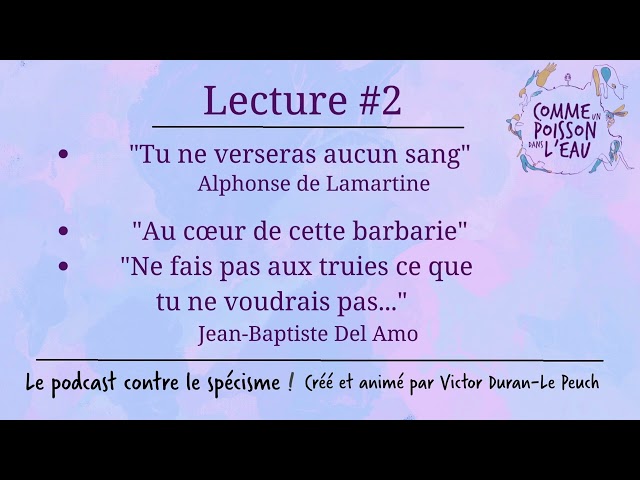 Lecture #2
COMME UN
POISSON
DANS L'EAU
• "Tu ne verseras aucun sang"
Alphonse de Lamartine
• "Au cœur de cette barbarie"
• "Ne fais pas aux truies ce que
tu ne voudrais pas..."
Jean-Baptiste Del Amo
Le podcast contre le spécisme ! Créé et animé par Victor Duran-Le Peuch